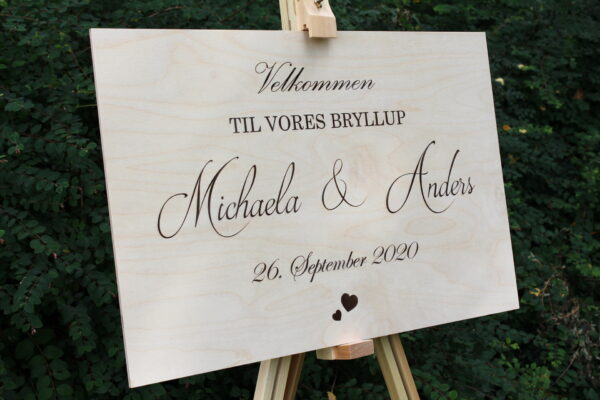 Velkommen
TIL VORES BRYLLUP
Michaela & Anders
26. September 2020